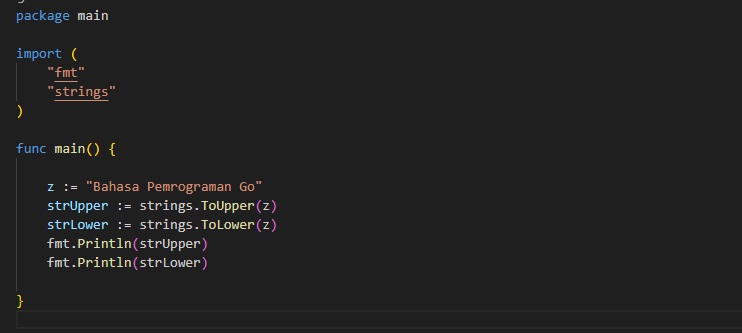 package main
import (
"fmt"
"strings"
)
func main() {
z := "Bahasa Pemrograman Go"
strUpper := strings.ToUpper(z)
strLower := strings.ToLower(z)
fmt.Println(strUpper)
fmt.Println(strLower)
}